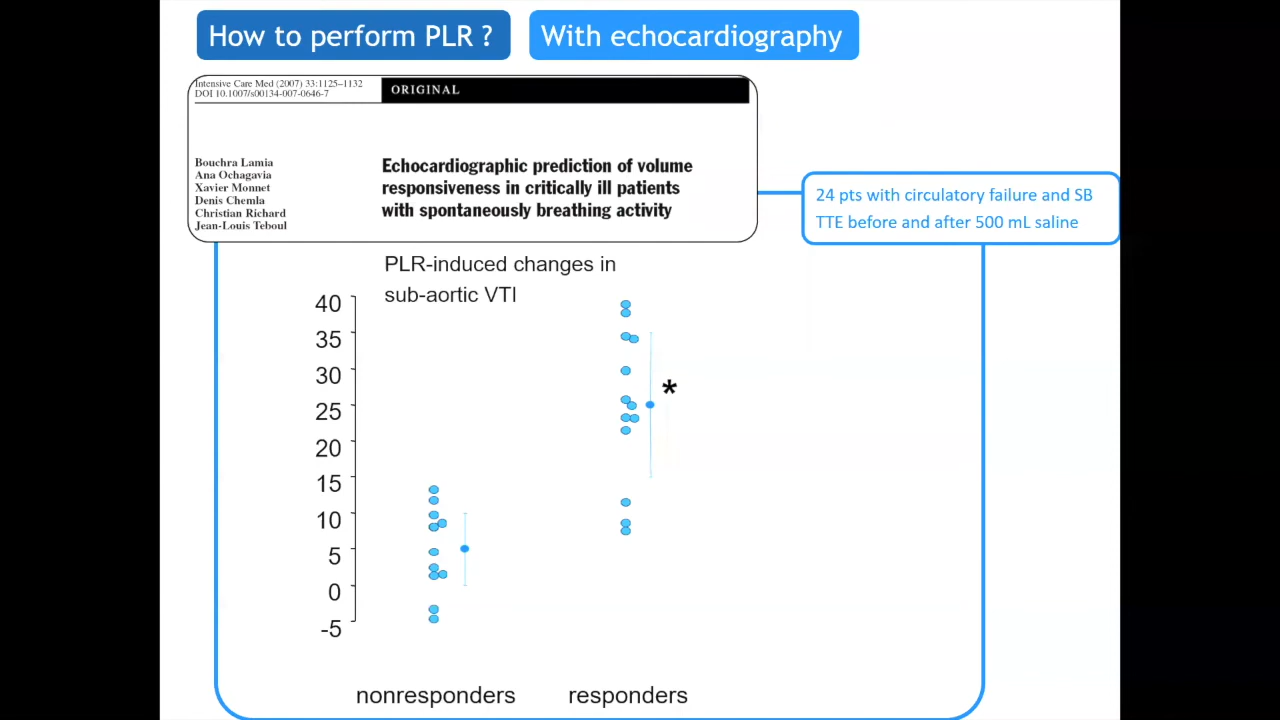 How to perform PLR ?
With echocardiography
Intensive Care Med (2007) 33:1125–1132
DOI 10.1007/s00134-007-0646-7
ORIGINAL
Bouchra Lamia
Ana Ochagavia
Xavier Monnet
Denis Chemla
Christian Richard
Jean-Louis Teboul
Echocardiographic prediction of volume
responsiveness in critically ill patients
with spontaneously breathing activity
24 pts with circulatory failure and SB
TTE before and after 500 mL saline
PLR-induced changes in
sub-aortic VTI
40
35
30
25
20
15
10
5
0
-5
*
nonresponders
responders